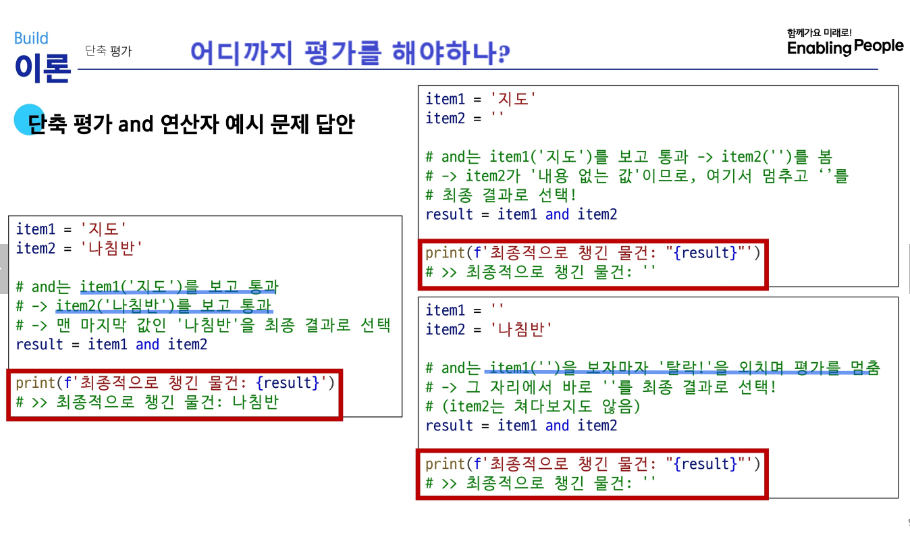 Build
이론
단축 평가
어디까지 평가를 해야하나?
함께가요 미래로!
Enabling People
단축 평가 and 연산자 예시 문제 답안
item1 = '지도'
item2 = '나침반'
# and는 item1('지도')를 보고 통과
# -> item2('나침반')를 보고 통과
# -> 맨 마지막 값인 '나침반'을 최종 결과로 선택
result = item1 and item2
print(f'최종적으로 챙긴 물건: {result}')
# >> 최종적으로 챙긴 물건: 나침반
item1 = '지도'
item2 = ''
# and는 item1('지도')를 보고 통과 -> item2('')를 봄
# -> item2가 '내용 없는 값'이므로, 여기서 멈추고 ‘’를
# 최종 결과로 선택!
result = item1 and item2
print(f'최종적으로 챙긴 물건: "{result}"')
# >> 최종적으로 챙긴 물건: ''
item1 = ''
item2 = '나침반'
# and는 item1('')을 보자마자 '탈락!'을 외치며 평가를 멈춤
# -> 그 자리에서 바로 ''를 최종 결과로 선택!
# (item2는 쳐다보지도 않음)
result = item1 and item2
print(f'최종적으로 챙긴 물건: "{result}"')
# >> 최종적으로 챙긴 물건: ''